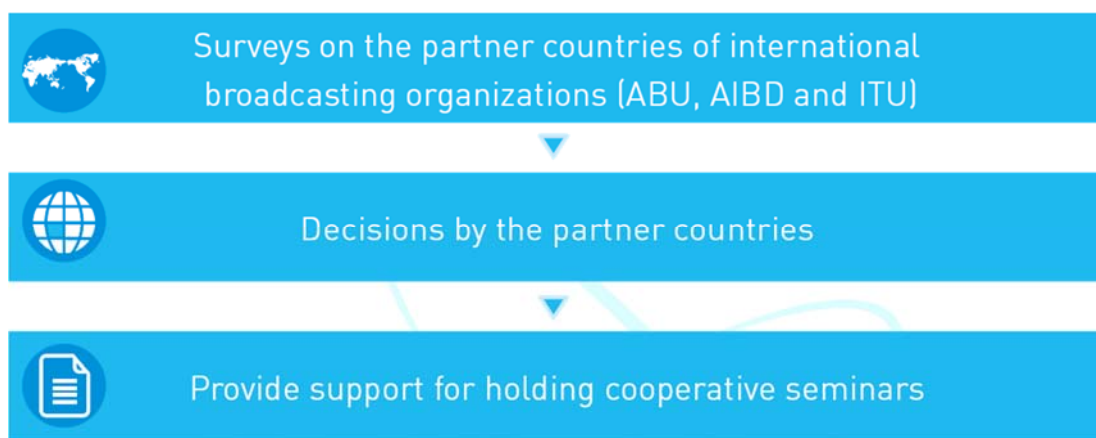 Surveys on the partner countries of international
broadcasting organizations (ABU, AIBD and ITU)
Decisions by the partner countries
Provide support for holding cooperative seminars